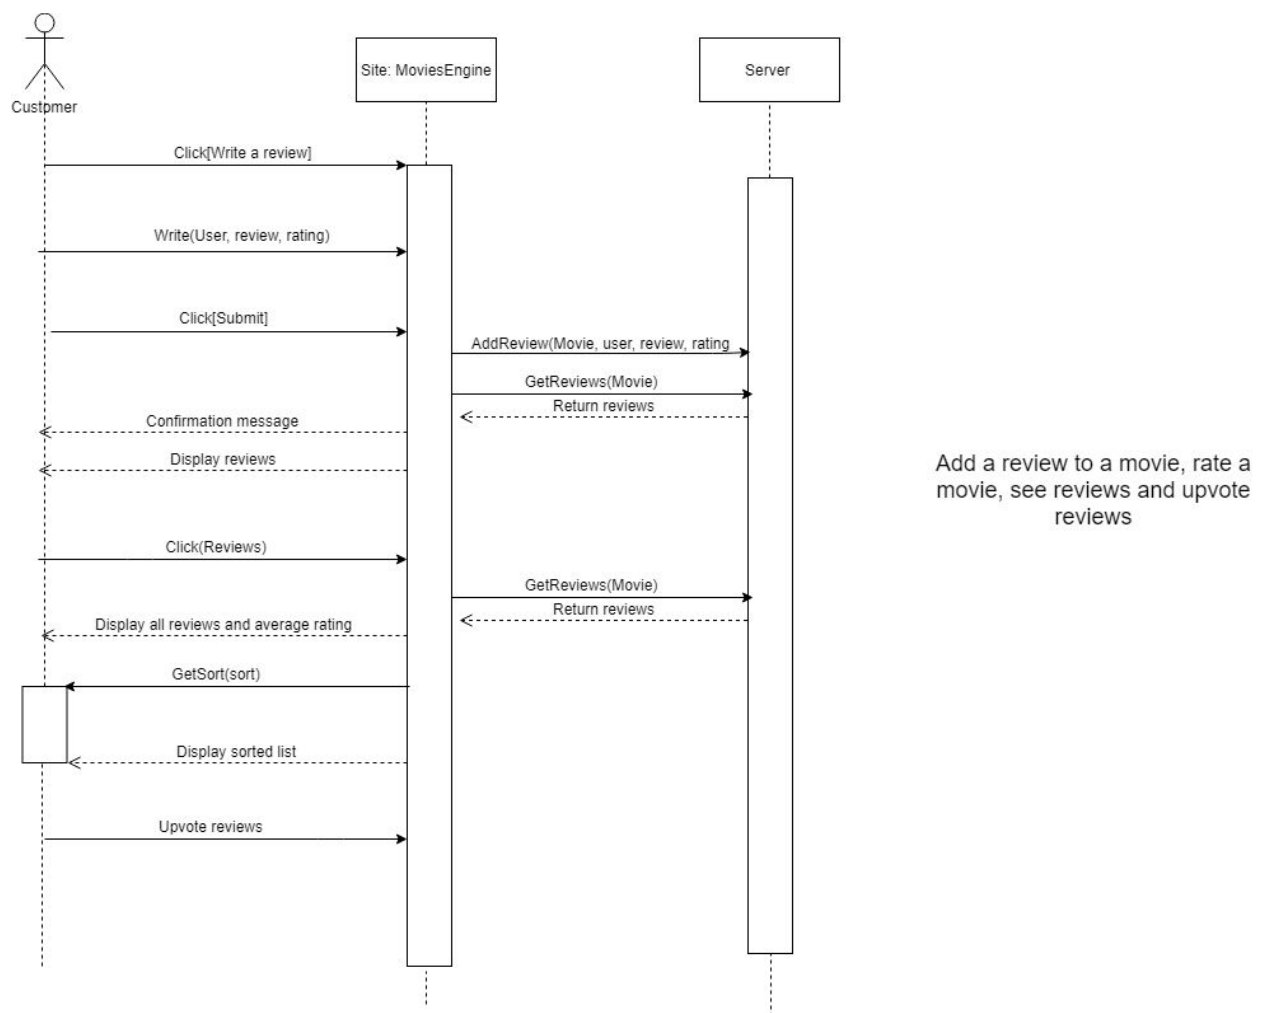 Customer
Site: MoviesEngine
Server
Click[Write a review]
Write(User, review, rating)
Click[Submit]
AddReview(Movie, user, review, rating
GetReviews(Movie)
Return reviews
Confirmation message
Display reviews
Add a review to a movie, rate a
movie, see reviews and upvote
reviews
Click(Reviews)
GetReviews(Movie)
Return reviews
Display all reviews and average rating
GetSort(sort)
Display sorted list
Upvote reviews